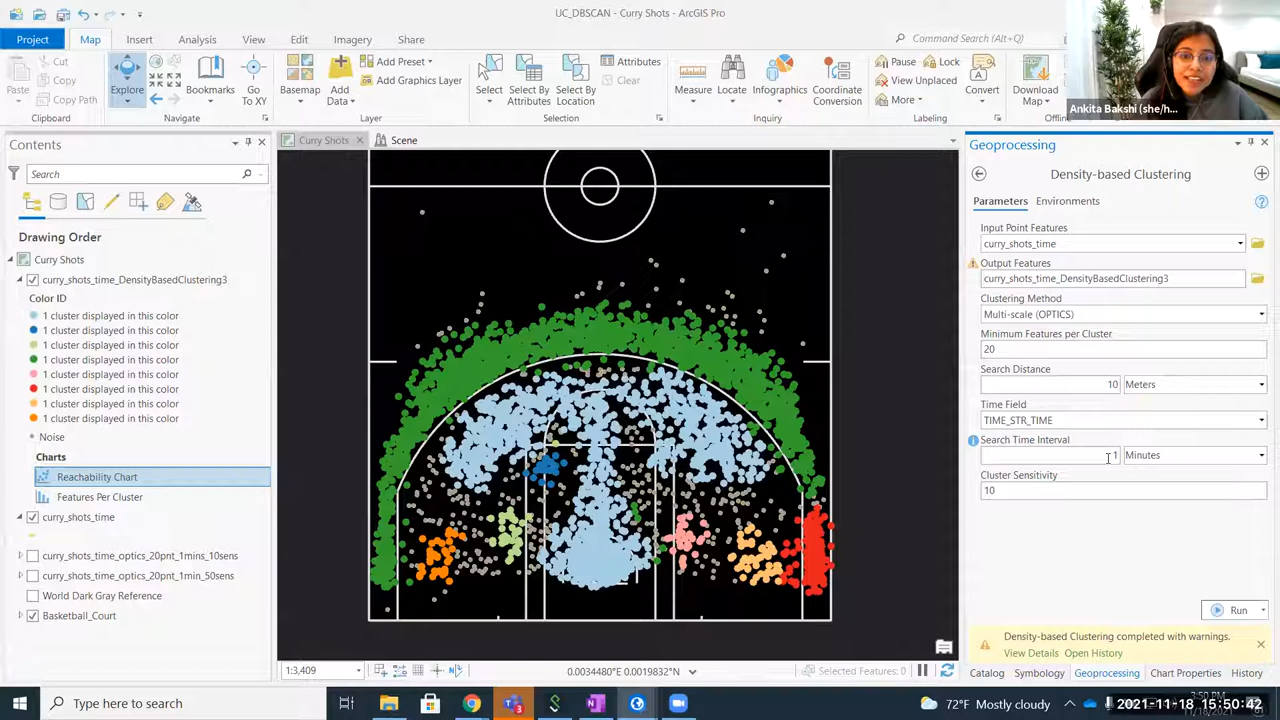 UC_DBSCAN - Curry Shots - ArcGIS Pro
Project Map Insert Analysis View Edit Imagery Share
Command Search (Alt+Q)
Cut
Copy
Copy Path
Paste
Clipboard
Explore
Bookmarks
Go To XY
Navigate
Basemap
Add Data
Add Preset
Add Graphics Layer
Layer
Select
Select By Attributes
Select By Location
Attributes
Clear
Selection
Measure
Locate
Infographics
Coordinate Conversion
Inquiry
Pause Lock
View Unplaced
More
Convert
Labeling
Download Map
Ankita Bakshi (she/h...
Contents
Search
Drawing Order
Curry Shots
curry_shots_time_DensityBasedClustering3
Color ID
1 cluster displayed in this color
1 cluster displayed in this color
1 cluster displayed in this color
1 cluster displayed in this color
1 cluster displayed in this color
1 cluster displayed in this color
1 cluster displayed in this color
1 cluster displayed in this color
Noise
Charts
Reachability Chart
Features Per Cluster
curry_shots_time
curry_shots_time_optics_20pnt_1mins_10sens
curry_shots_time_optics_20pnt_1mins_50sens
World Dark Gray Reference
Basketball_Court
Curry Shots
Scene
1:3,409
0.0034480°E 0.0019832°N
Selected Features: 0
Geoprocessing
Density-based Clustering
Parameters Environments
Input Point Features
curry_shots_time
Output Features
curry_shots_time_DensityBasedClustering3
Clustering Method
Multi-scale (OPTICS)
Minimum Features per Cluster
20
Search Distance
10 Meters
Time Field
TIME_STR_TIME
Search Time Interval
1 Minutes
Cluster Sensitivity
10
Run
Density-based Clustering completed with warnings.
View Details Open History
Catalog Symbology Geoprocessing Chart Properties History
Type here to search
72°F Mostly cloudy
3:50 PM
2021-11-18 15:50:42